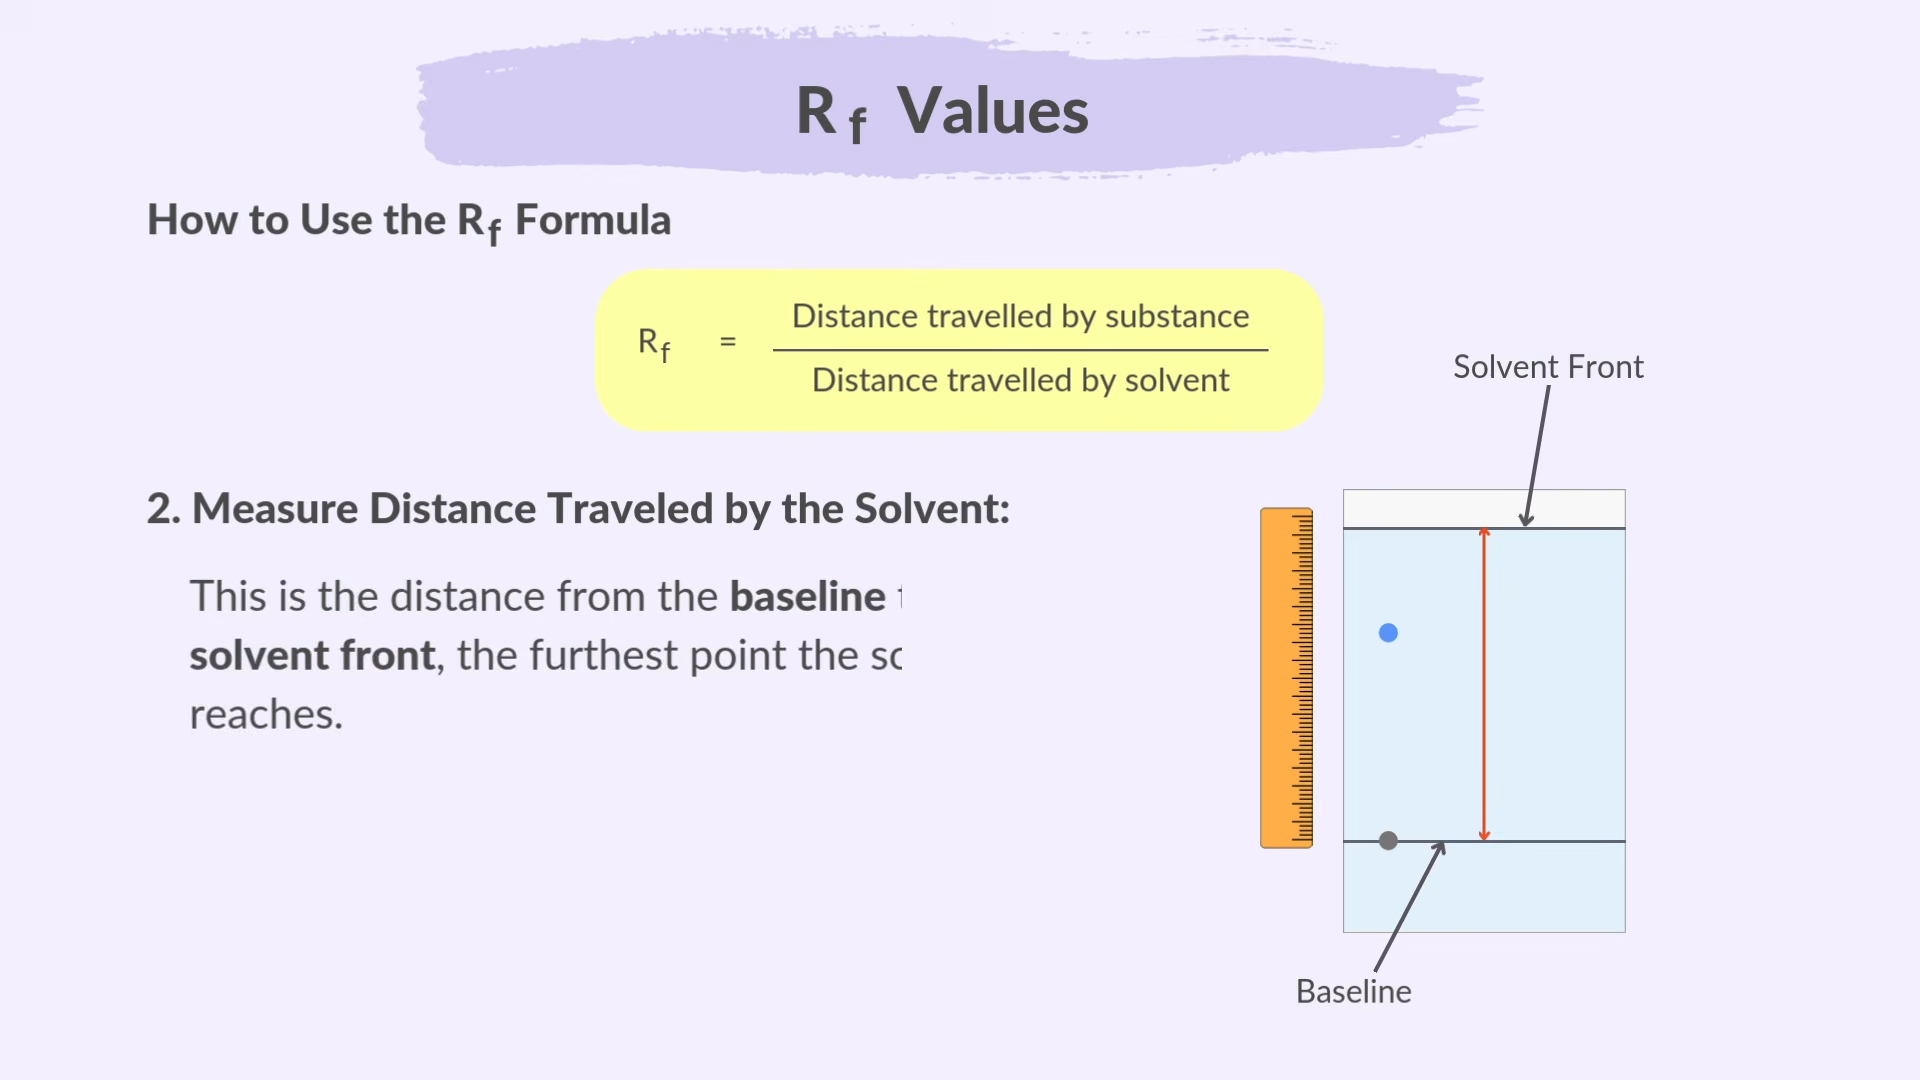 Rf Values
How to Use the Rf Formula
Rf = Distance travelled by substance
Distance travelled by solvent
Solvent Front
2. Measure Distance Traveled by the Solvent:
This is the distance from the baseline
solvent front, the furthest point the
reaches.
Baseline